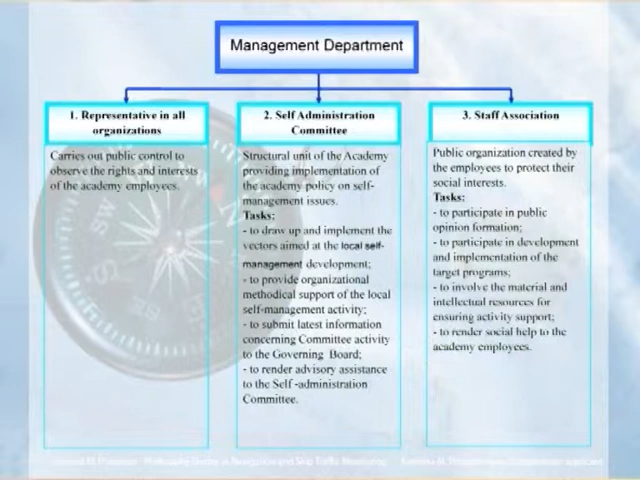 Management Department
1. Representative in all
organizations
Carries out public control to
observe the rights and interests
of the academy employees.
2. Self Administration
Committee
Structural unit of the Academy
providing implementation of
the academy policy on self-
management issues.
Tasks:
- to draw up and implement the
vectors aimed at the local self-
management development;
- to provide organizational
methodical support of the local
self-management activity;
- to submit latest information
concerning Committee activity
to the Governing Board;
- to render advisory assistance
to the Self -administration
Committee.
3. Staff Association
Public organization created by
the employees to protect their
social interests.
Tasks:
- to participate in public
opinion formation;
- to participate in development
and implementation of the
target programs;
- to involve the material and
intellectual resources for
ensuring activity support;
- to render social help to the
academy employees.
SW